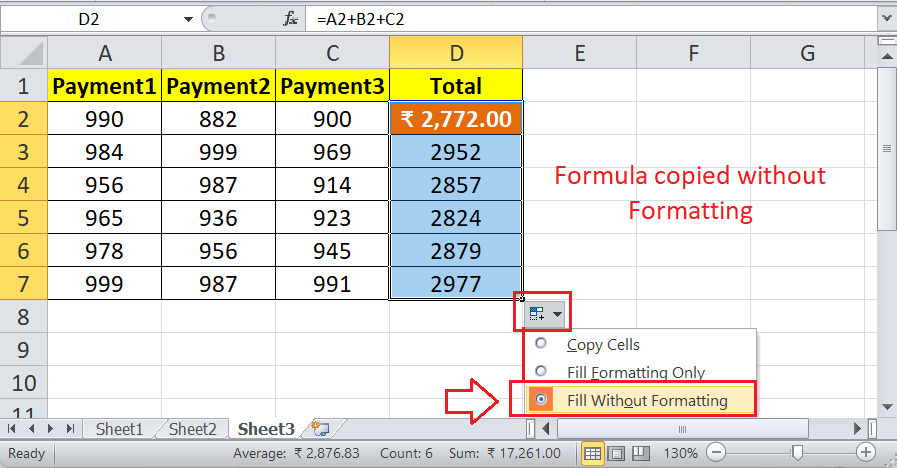 D2 fx =A2+B2+C2
A B C D E F G
1 Payment1 Payment2 Payment3 Total
2 990 882 900 ₹ 2,772.00
3 984 999 969 2952
4 956 987 914 2857
5 965 936 923 2824
6 978 956 945 2879
7 999 987 991 2977
Formula copied without
Formatting
8
9
10
11
Copy Cells
Fill Formatting Only
Fill Without Formatting
Sheet1 Sheet2 Sheet3
Ready Average: ₹ 2,876.83 Count: 6 Sum: ₹ 17,261.00 130%